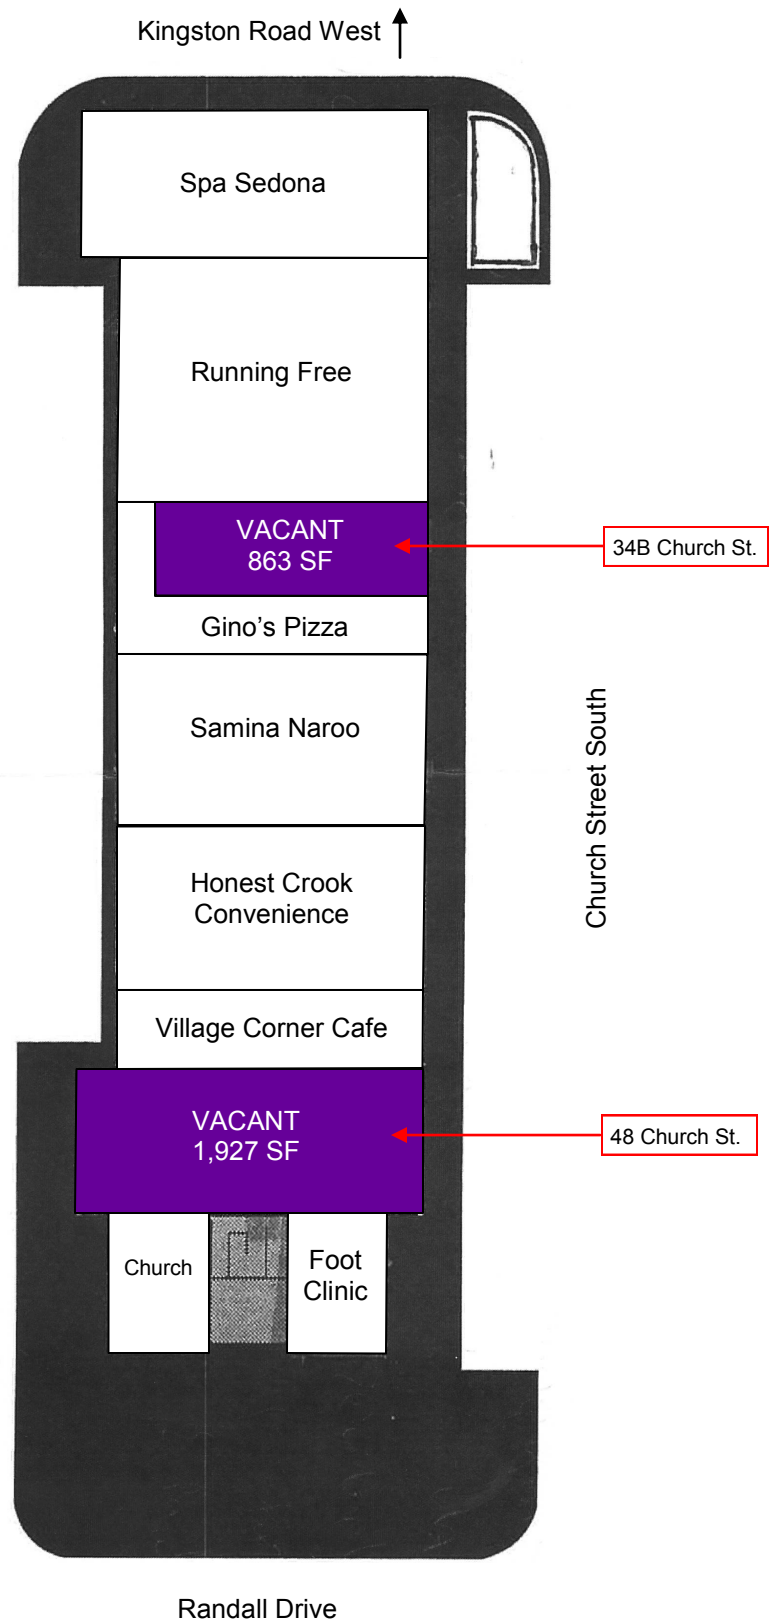 Kingston Road West
Spa Sedona
Running Free
VACANT
863 SF
34B Church St.
Gino's Pizza
Samina Naroo
Church Street South
Honest Crook
Convenience
Village Corner Cafe
VACANT
1,927 SF
48 Church St.
Church
Foot
Clinic
Randall Drive